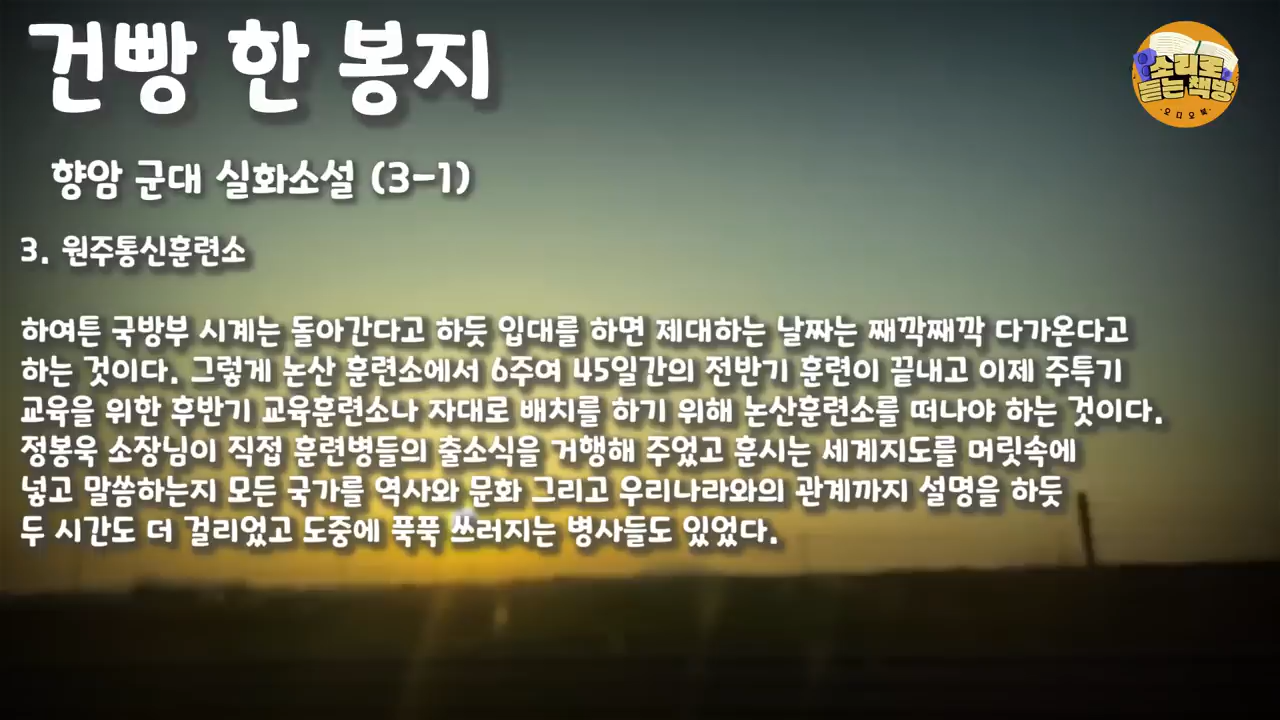 건빵 한 봉지
소리로
듣는 책방
·오디오북·
향암 군대 실화소설 (3-1)
3. 원주통신훈련소
하여튼 국방부 시계는 돌아간다고 하듯 입대를 하면 제대하는 날짜는 째깍째깍 다가온다고
하는 것이다. 그렇게 논산 훈련소에서 6주여 45일간의 전반기 훈련이 끝내고 이제 주특기
교육을 위한 후반기 교육훈련소나 자대로 배치를 하기 위해 논산훈련소를 떠나야 하는 것이다.
정봉욱 소장님이 직접 훈련병들의 출소식을 거행해 주었고 훈시는 세계지도를 머릿속에
넣고 말씀하는지 모든 국가를 역사와 문화 그리고 우리나라와의 관계까지 설명을 하듯
두 시간도 더 걸리었고 도중에 푹푹 쓰러지는 병사들도 있었다.